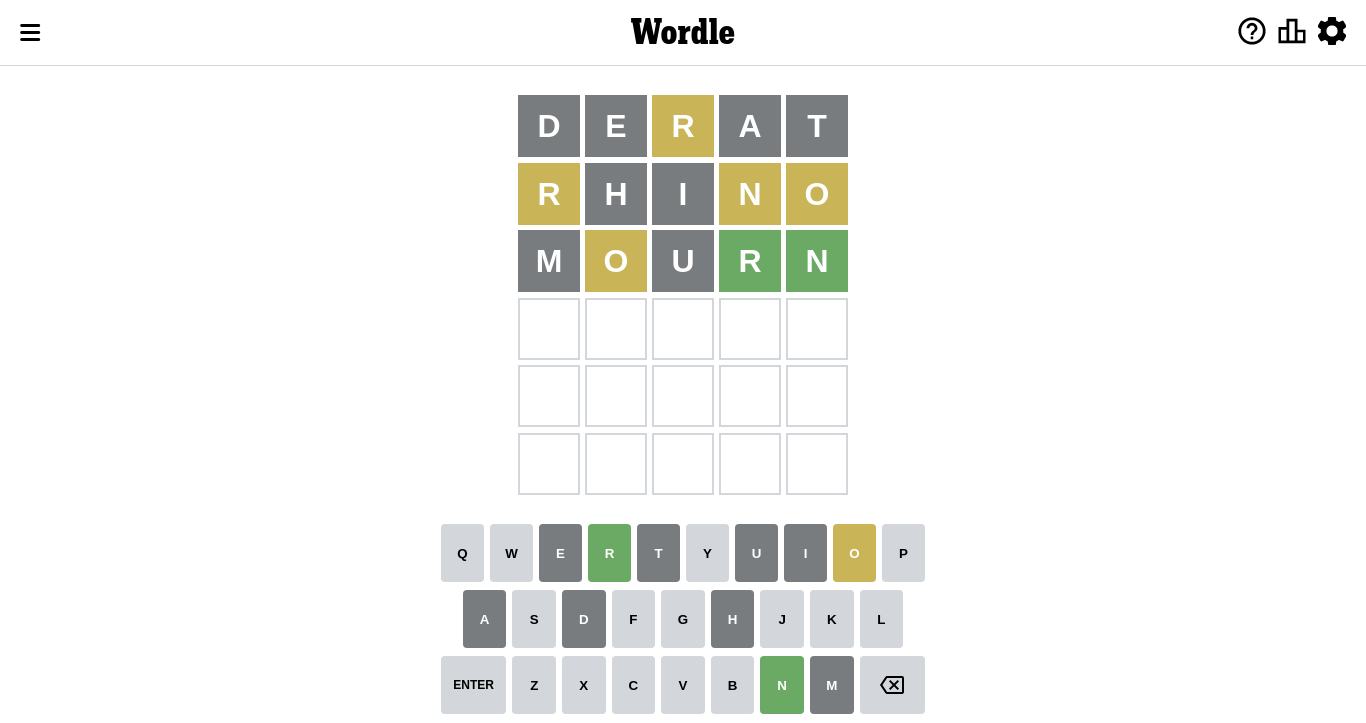 Wordle
D E R A T
R H I N O
M O U R N
Q W E R T Y U I O P
A S D F G H J K L
ENTER Z X C V B N M